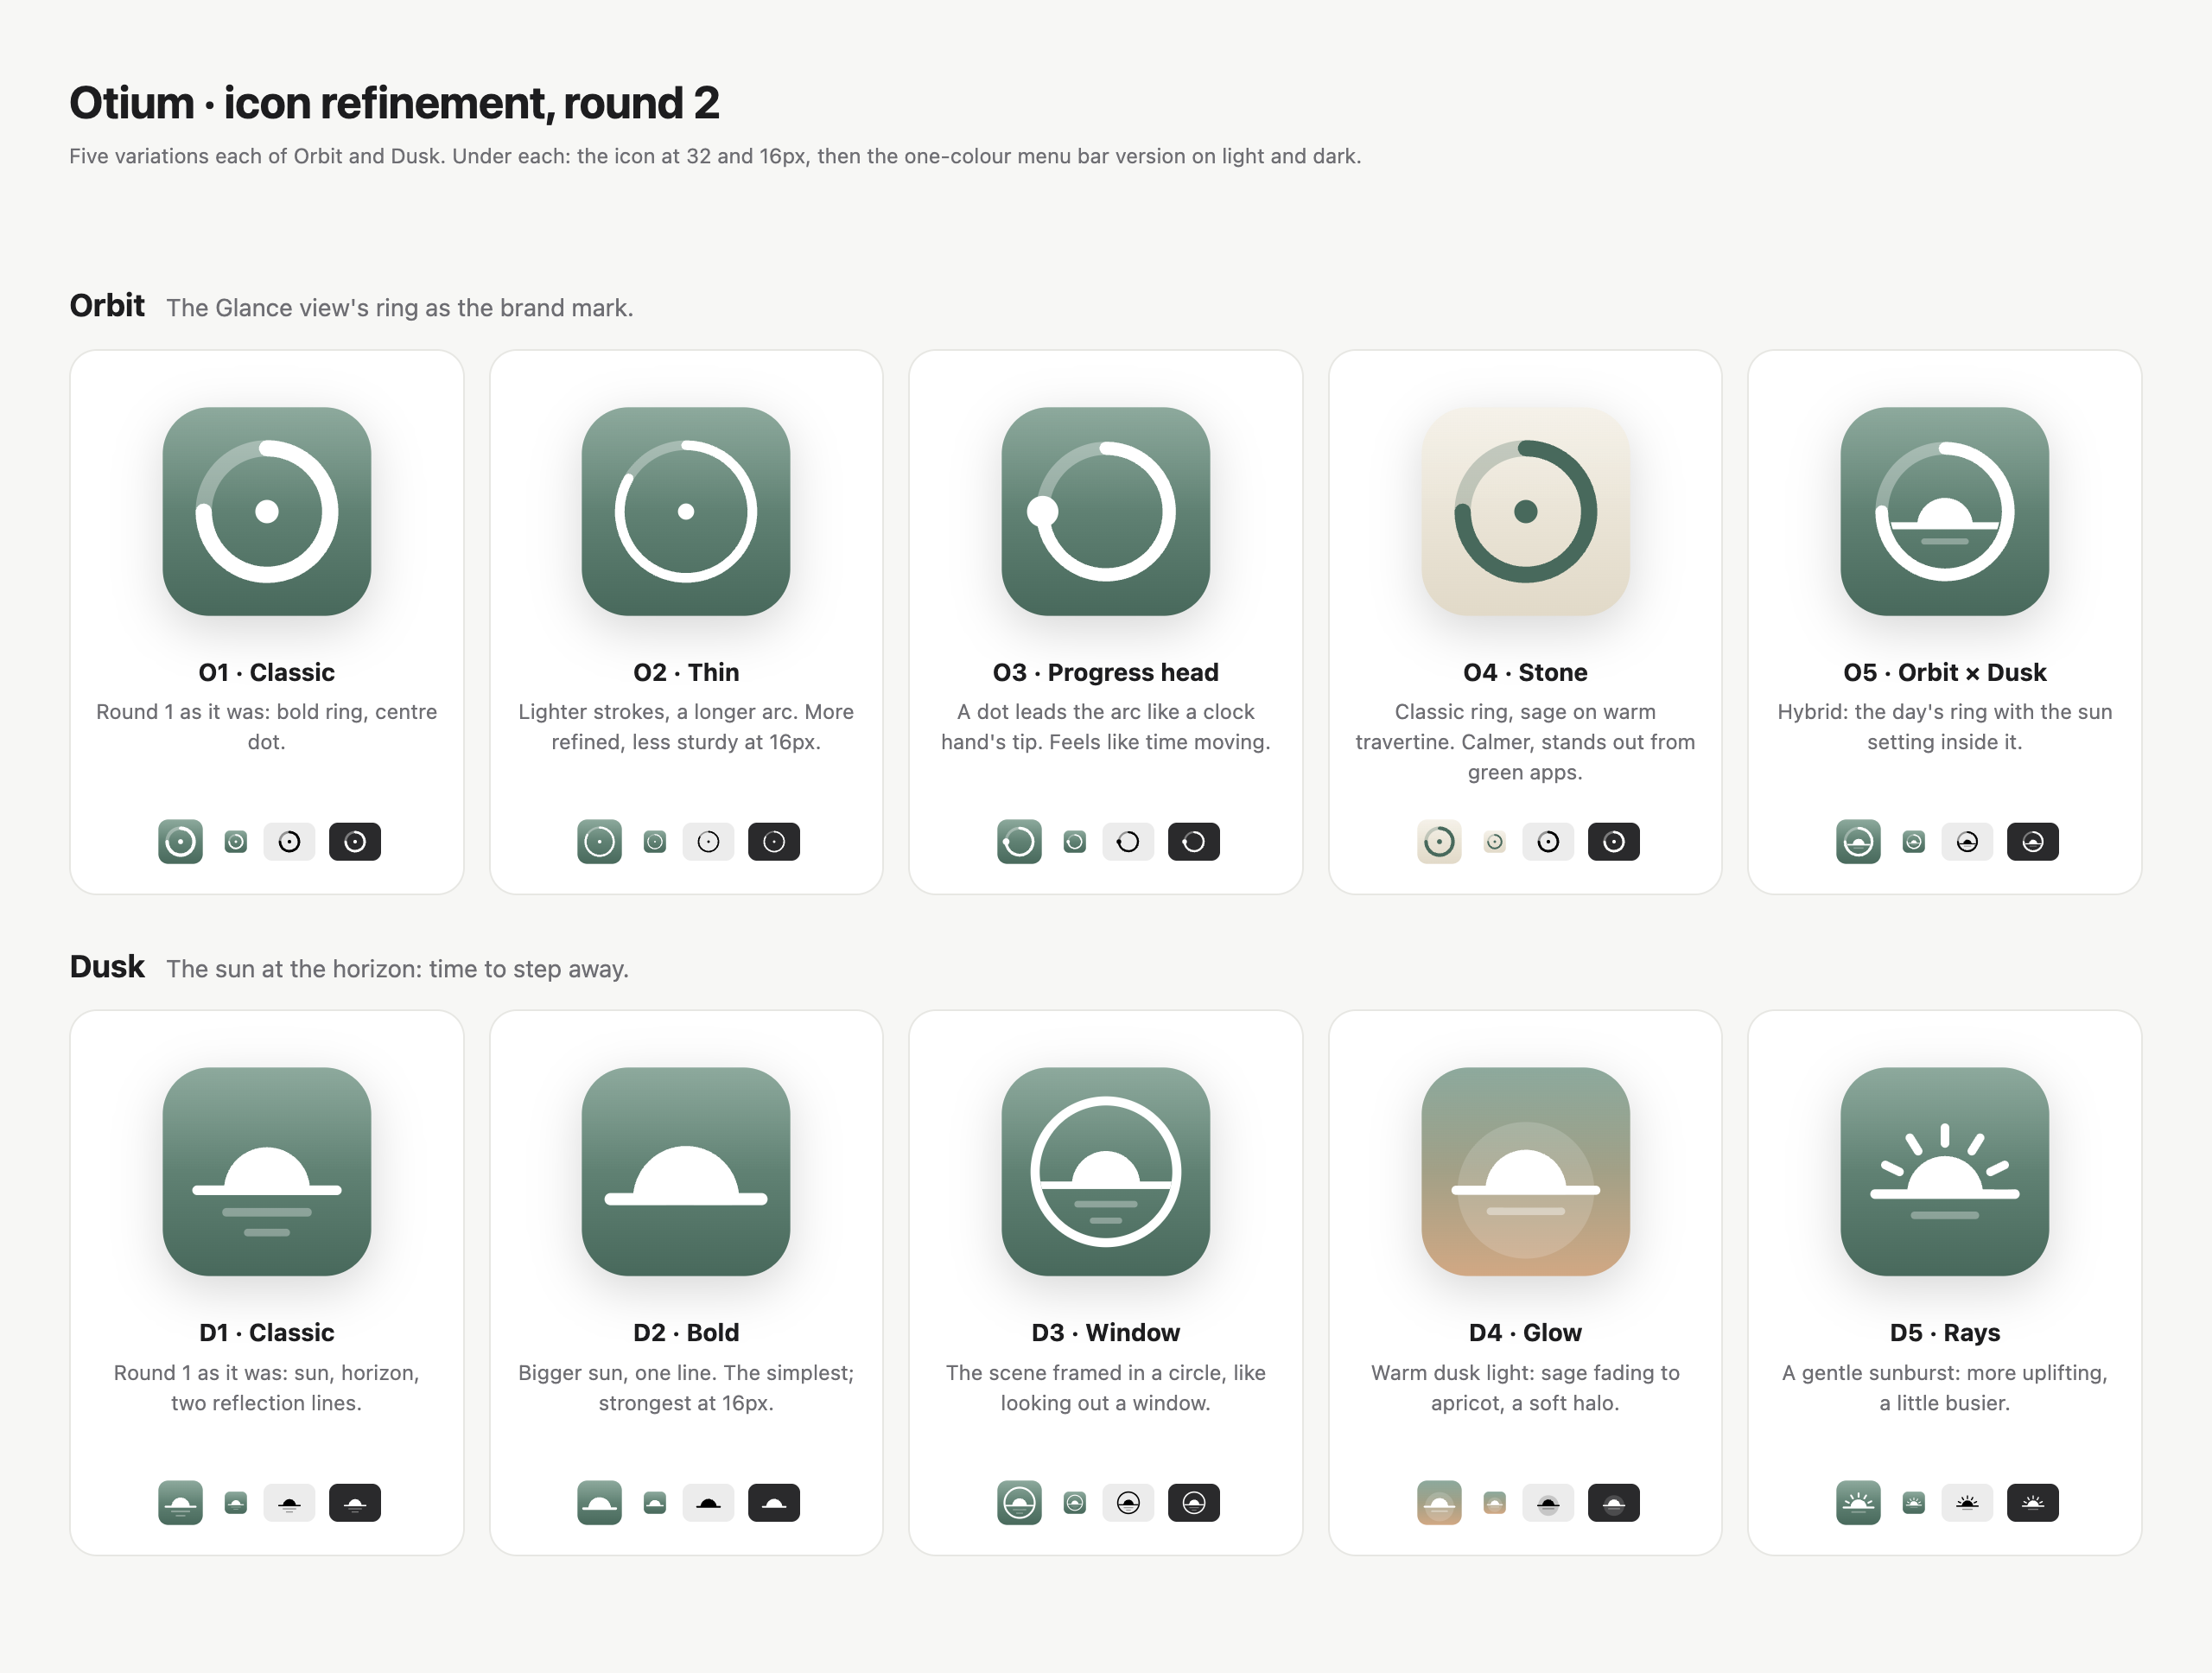 Otium · icon refinement, round 2
Five variations each of Orbit and Dusk. Under each: the icon at 32 and 16px, then the one-colour menu bar version on light and dark.
Orbit The Glance view's ring as the brand mark.
O1 · Classic
Round 1 as it was: bold ring, centre
dot.
O2 · Thin
Lighter strokes, a longer arc. More
refined, less sturdy at 16px.
O3 · Progress head
A dot leads the arc like a clock
hand's tip. Feels like time moving.
O4 · Stone
Classic ring, sage on warm
travertine. Calmer, stands out from
green apps.
O5 · Orbit × Dusk
Hybrid: the day's ring with the sun
setting inside it.
Dusk The sun at the horizon: time to step away.
D1 · Classic
Round 1 as it was: sun, horizon,
two reflection lines.
D2 · Bold
Bigger sun, one line. The simplest;
strongest at 16px.
D3 · Window
The scene framed in a circle, like
looking out a window.
D4 · Glow
Warm dusk light: sage fading to
apricot, a soft halo.
D5 · Rays
A gentle sunburst: more uplifting,
a little busier.